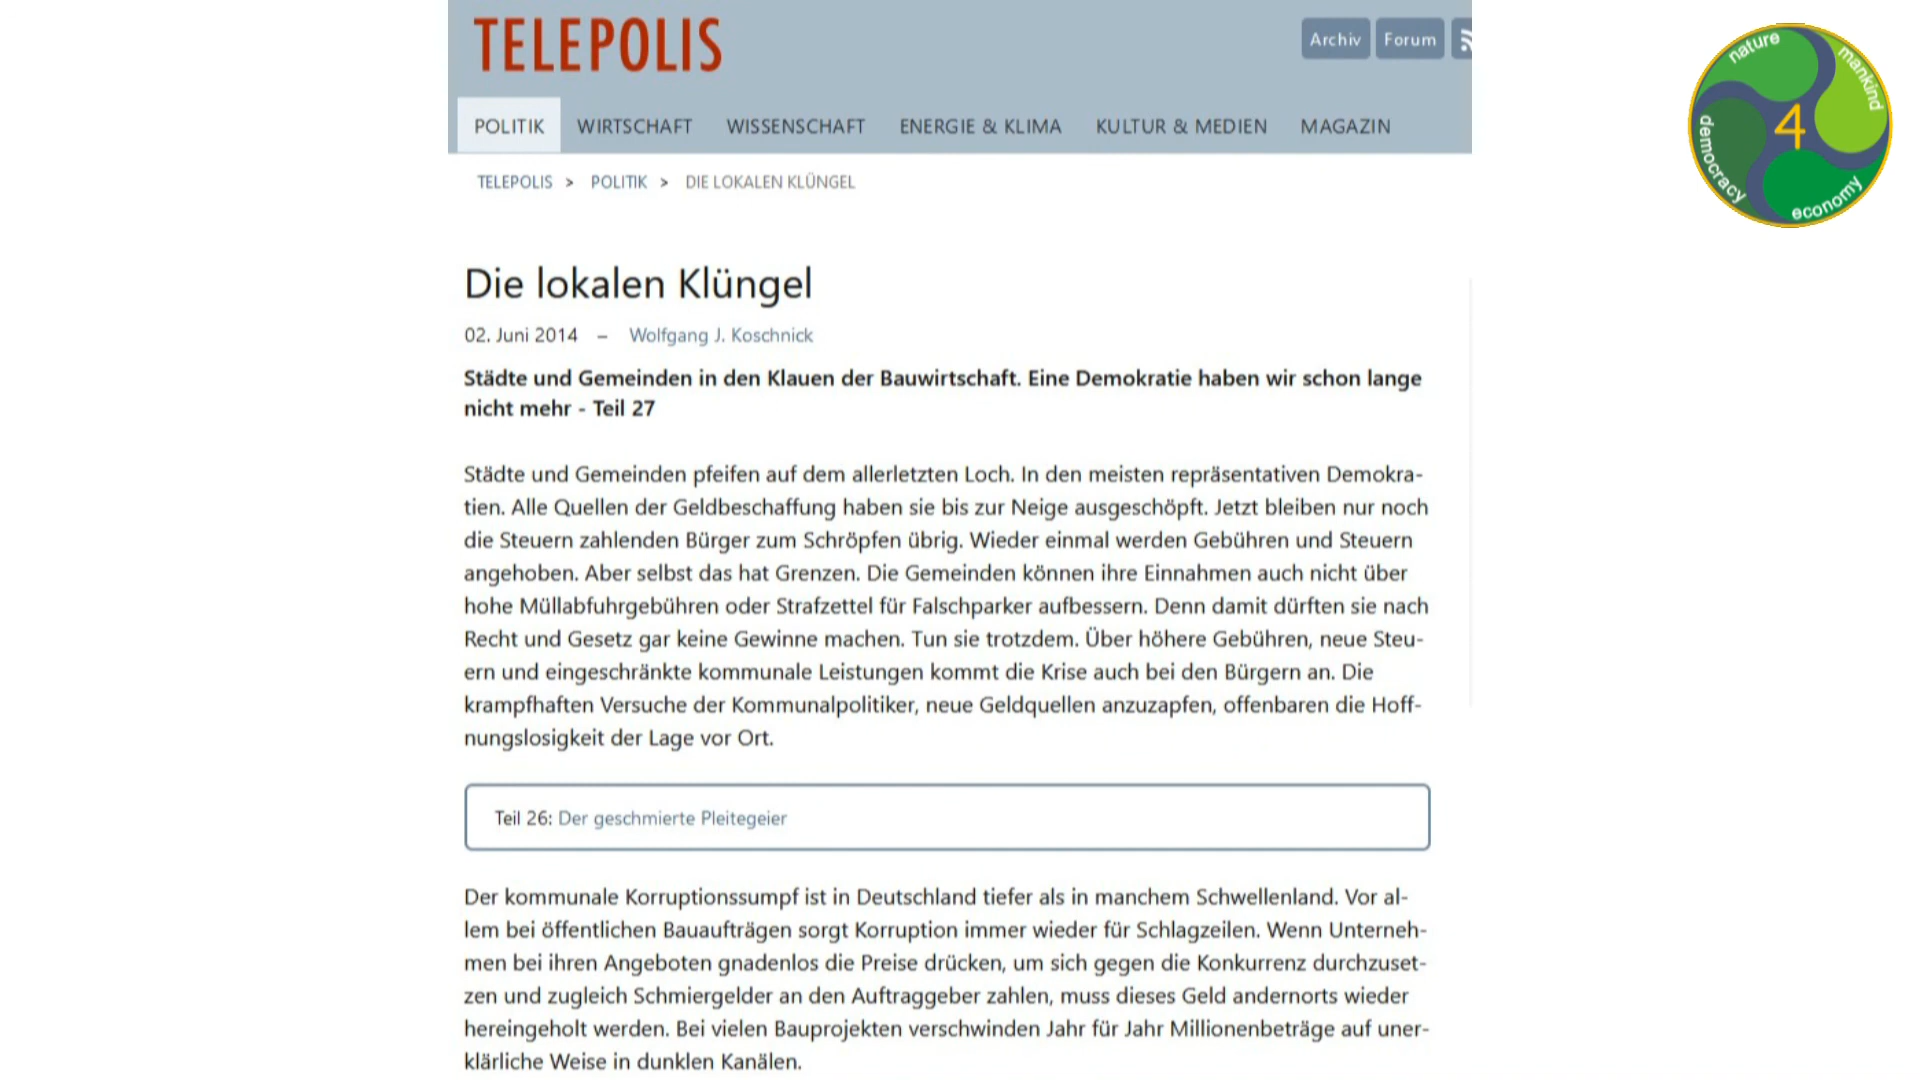 TELEPOLIS
Archiv Forum
POLITIK WIRTSCHAFT WISSENSCHAFT ENERGIE & KLIMA KULTUR & MEDIEN MAGAZIN
TELEPOLIS > POLITIK > DIE LOKALEN KLÜNGEL
Die lokalen Klüngel
02. Juni 2014 – Wolfgang J. Koschnick
Städte und Gemeinden in den Klauen der Bauwirtschaft. Eine Demokratie haben wir schon lange
nicht mehr - Teil 27
Städte und Gemeinden pfeifen auf dem allerletzten Loch. In den meisten repräsentativen Demokra-
tien. Alle Quellen der Geldbeschaffung haben sie bis zur Neige ausgeschöpft. Jetzt bleiben nur noch
die Steuern zahlenden Bürger zum Schröpfen übrig. Wieder einmal werden Gebühren und Steuern
angehoben. Aber selbst das hat Grenzen. Die Gemeinden können ihre Einnahmen auch nicht über
hohe Müllabfuhrgebühren oder Strafzettel für Falschparker aufbessern. Denn damit dürften sie nach
Recht und Gesetz gar keine Gewinne machen. Tun sie trotzdem. Über höhere Gebühren, neue Steu-
ern und eingeschränkte kommunale Leistungen kommt die Krise auch bei den Bürgern an. Die
krampfhaften Versuche der Kommunalpolitiker, neue Geldquellen anzuzapfen, offenbaren die Hoff-
nungslosigkeit der Lage vor Ort.
Teil 26: Der geschmierte Pleitegeier
Der kommunale Korruptionssumpf ist in Deutschland tiefer als in manchem Schwellenland. Vor al-
lem bei öffentlichen Bauaufträgen sorgt Korruption immer wieder für Schlagzeilen. Wenn Unterneh-
men bei ihren Angeboten gnadenlos die Preise drücken, um sich gegen die Konkurrenz durchzuset-
zen und zugleich Schmiergelder an den Auftraggeber zahlen, muss dieses Geld andernorts wieder
hereingeholt werden. Bei vielen Bauprojekten verschwinden Jahr für Jahr Millionenbeträge auf uner-
klärliche Weise in dunklen Kanälen.
nature
mankind
democracy
economy
4